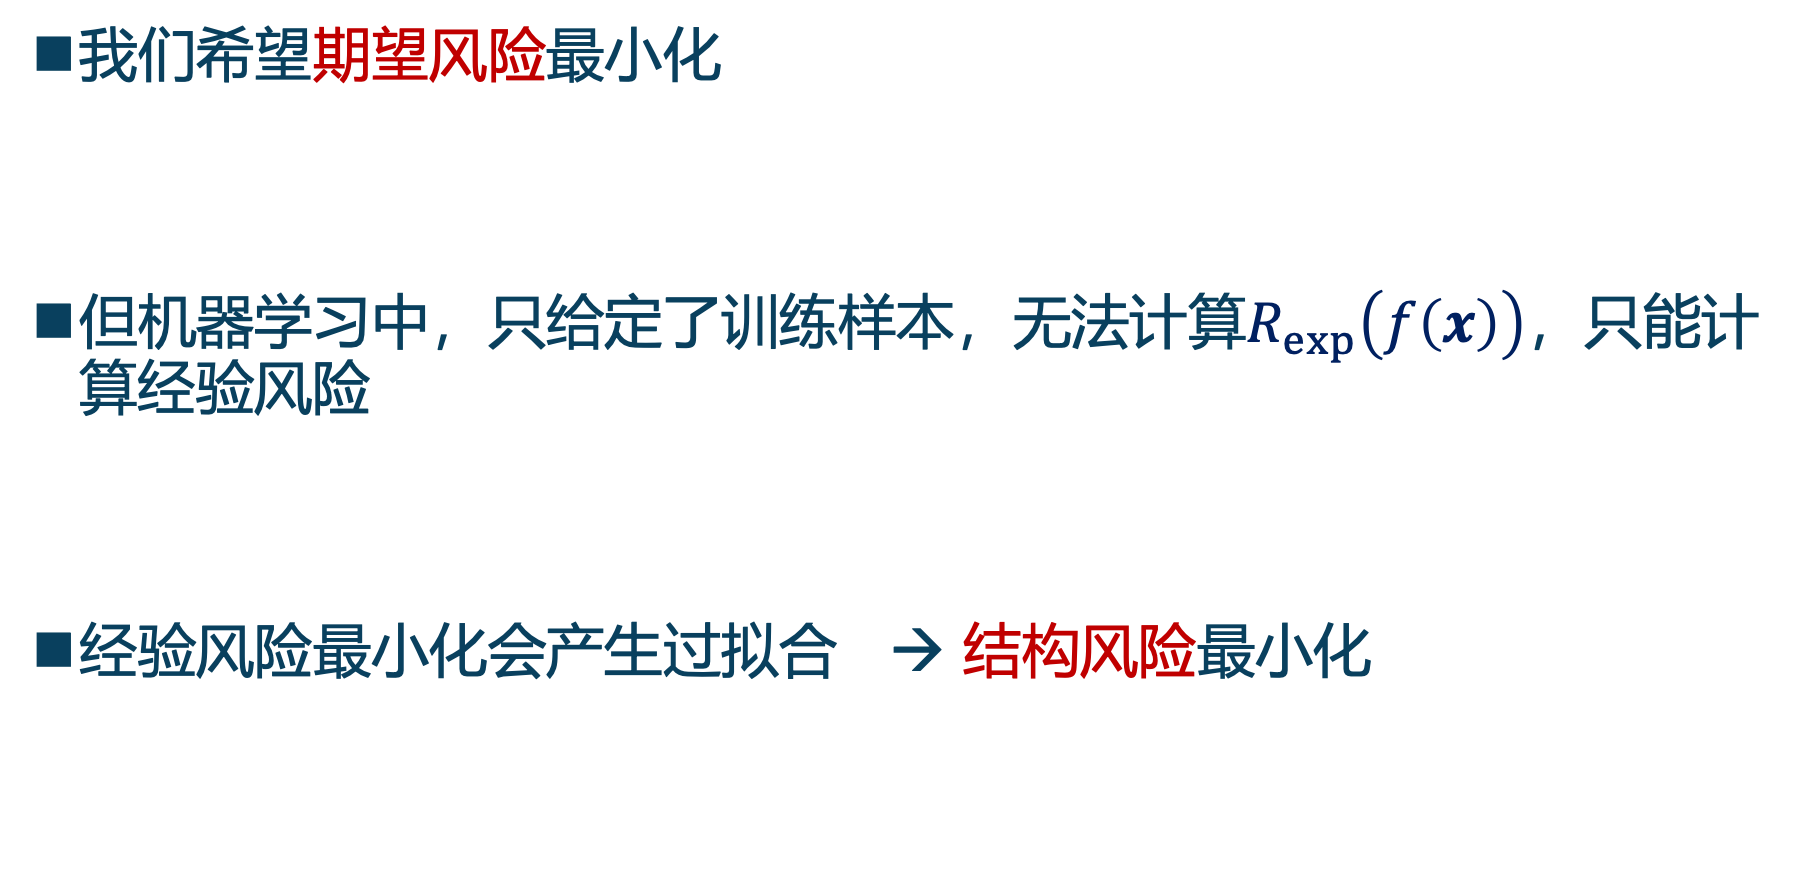 ■我们希望期望风险最小化
■但机器学习中，只给定了训练样本，无法计算R_exp(f(x))，只能计
算经验风险
■经验风险最小化会产生过拟合 → 结构风险最小化